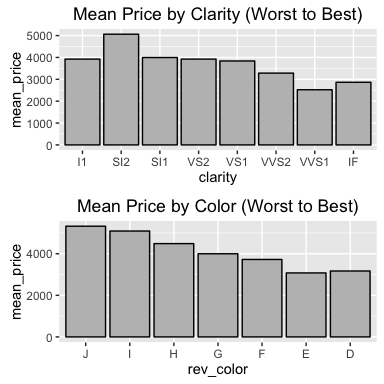 Mean Price by Clarity (Worst to Best)
mean_price
5000
4000
3000
2000
1000
0
I1 SI2 SI1 VS2 VS1 VVS2 VVS1 IF
clarity
Mean Price by Color (Worst to Best)
mean_price
4000
2000
0
J I H G F E D
rev_color